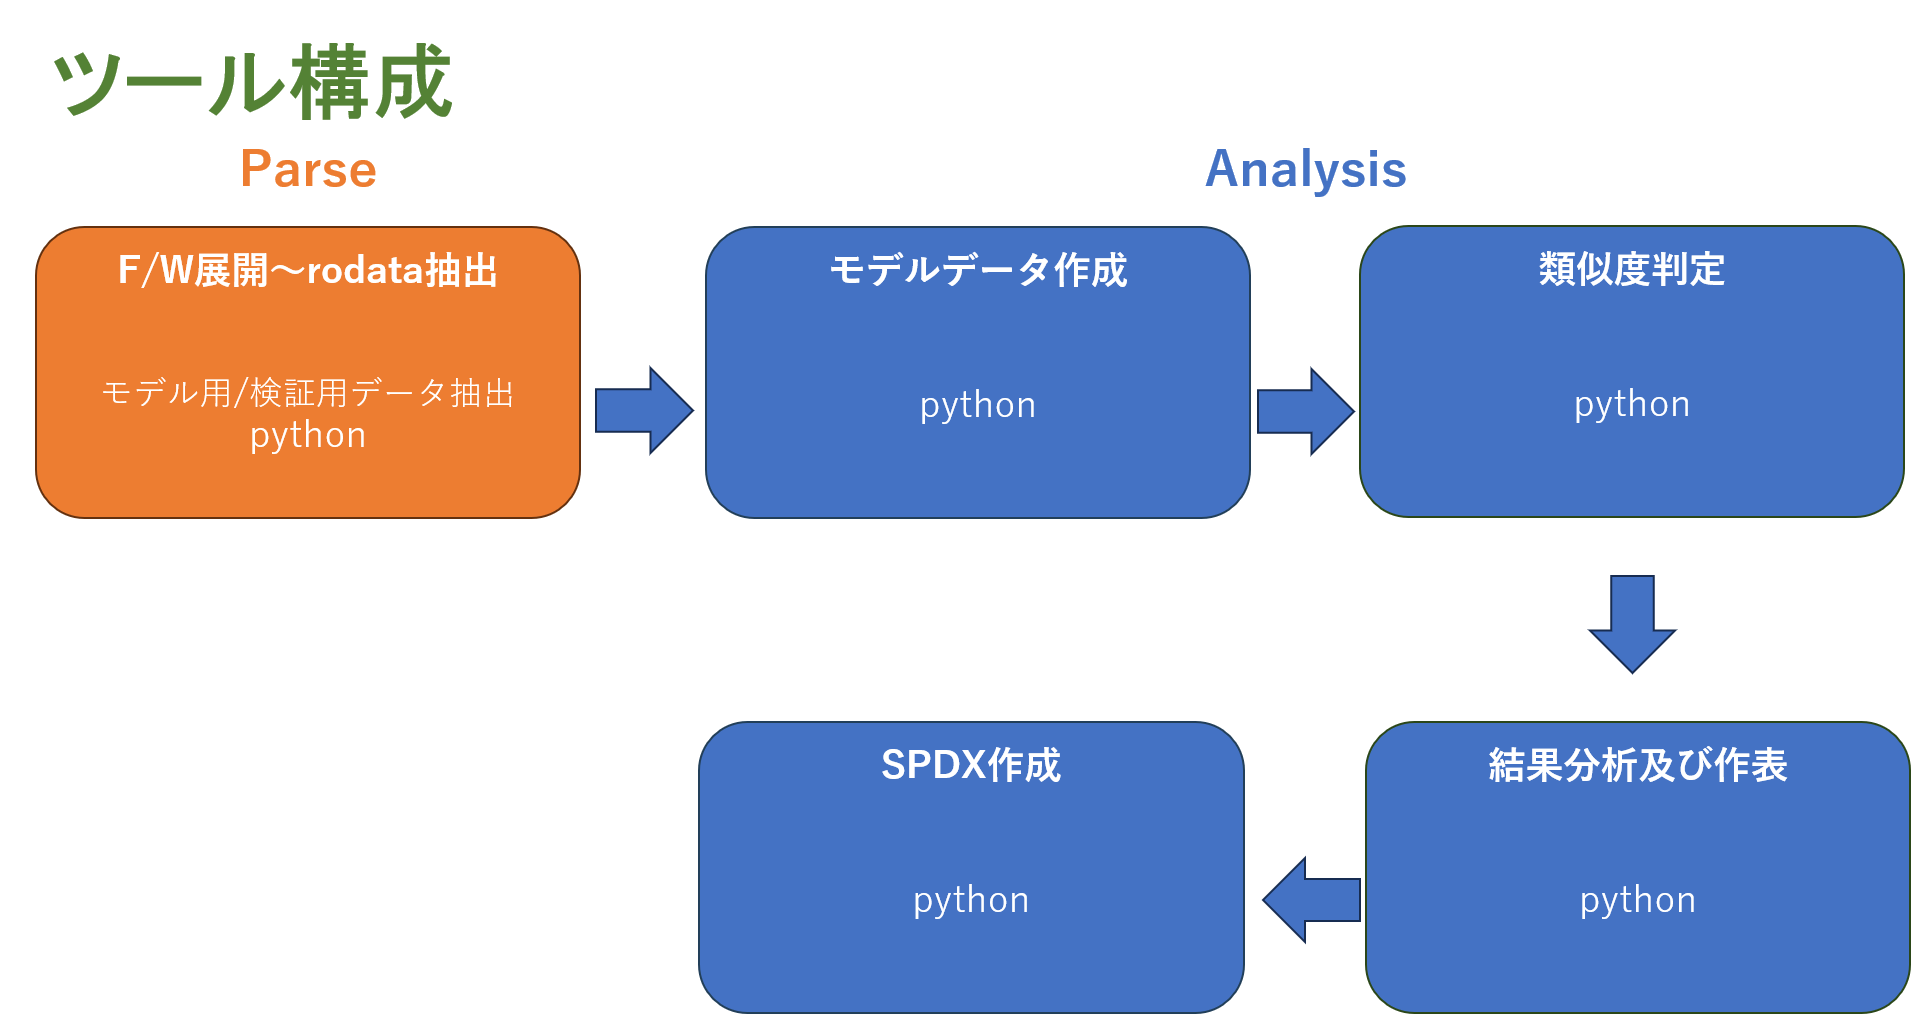 ツール構成
Parse
Analysis
F/W展開～rodata抽出
モデル用/検証用データ抽出
python
モデルデータ作成
python
類似度判定
python
SPDX作成
python
結果分析及び作表
python